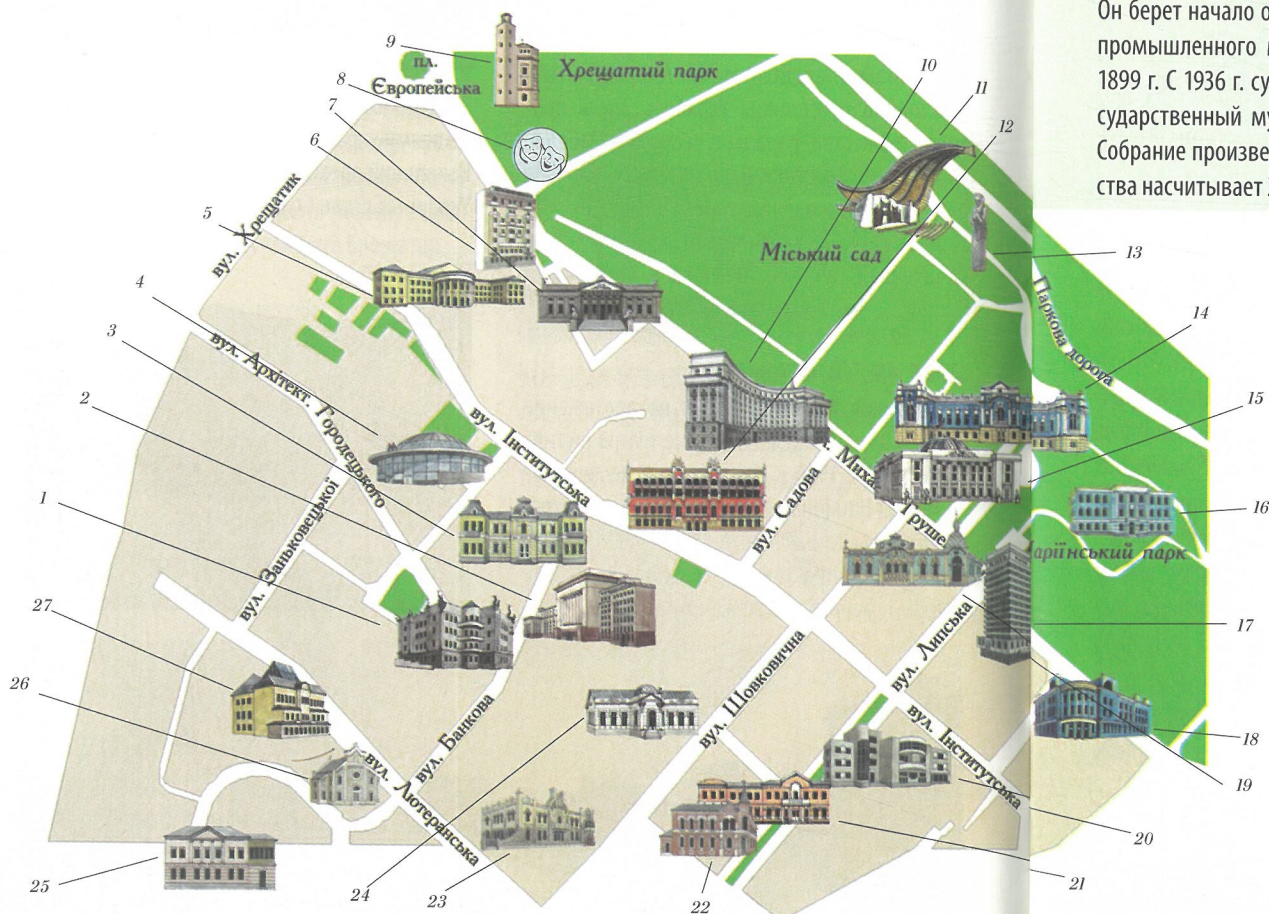 Он берет начало о
промышленного
1899 г. С 1936 г. су
сударственный му
Собрание произве
ства насчитывает
пл.
Європейська
Хрещатий парк
9
10
8
11
7
12
6
вул. Хрещатик
5
Міський сад
13
4
Паркова дорога
3
14
вул. Архітект. Городецького
2
15
вул. Інститутська
Миха
Груше
1
вул. Садова
16
аріїнський парк
вул. Заньковецької
27
17
вул. Липська
26
вул. Шовковична
вул. Банкова
вул. Інститутська
18
вул. Лютеранська
19
20
25
24
23
22
21